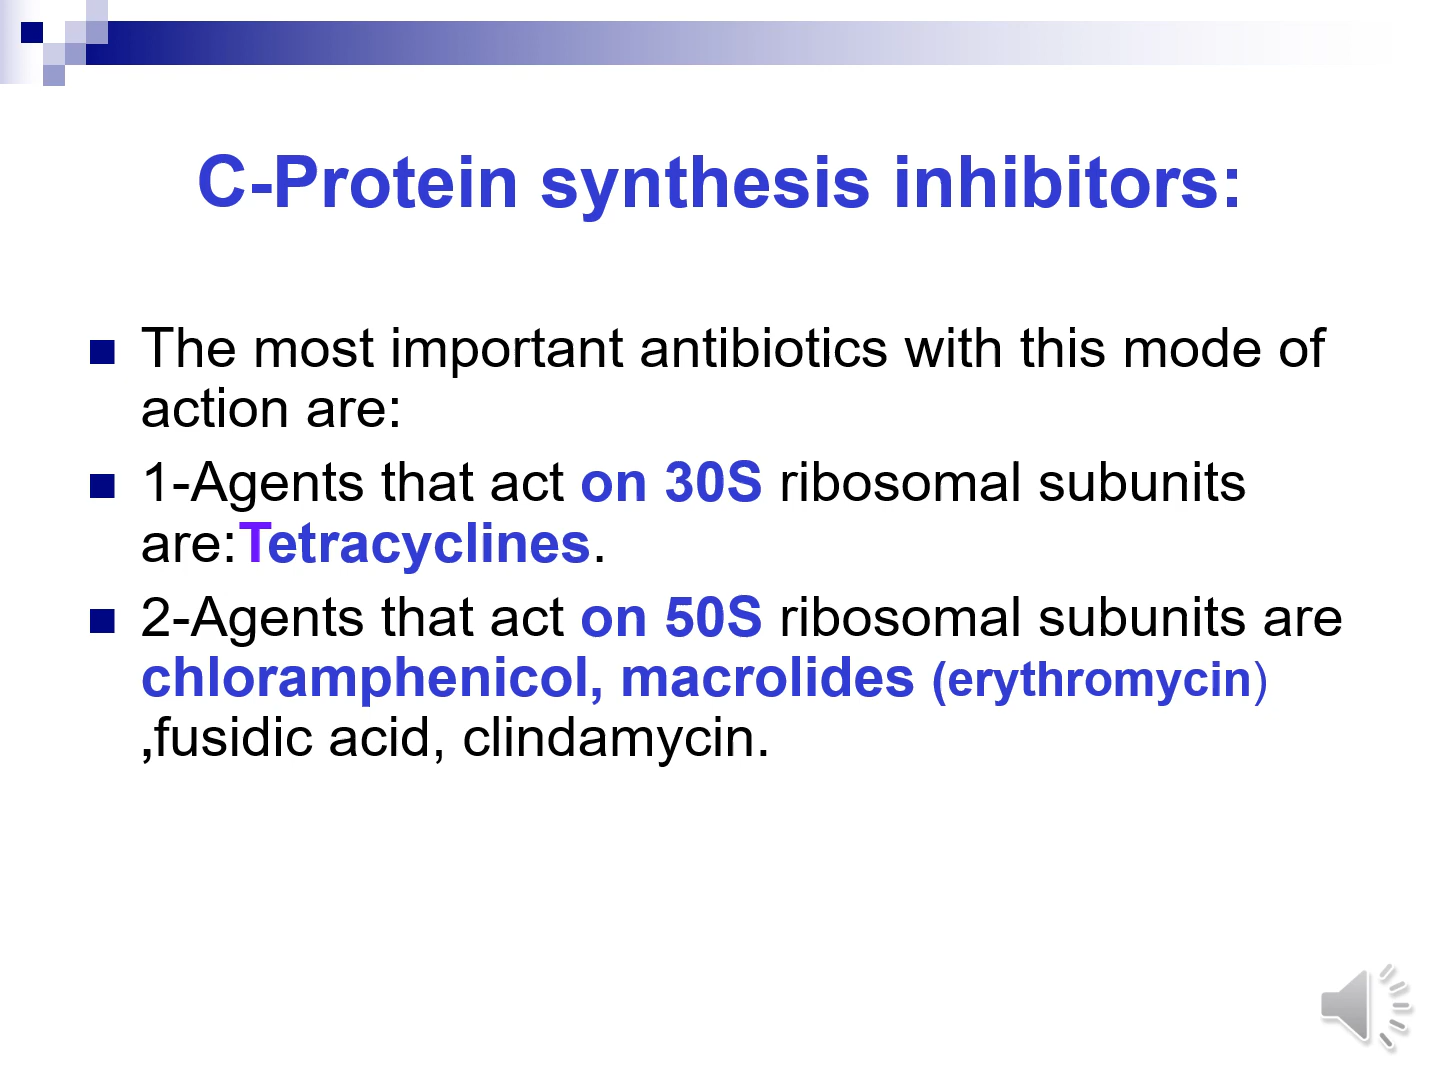 C-Protein synthesis inhibitors:
The most important antibiotics with this mode of
action are:
1-Agents that act on 30S ribosomal subunits
are:Tetracyclines.
2-Agents that act on 50S ribosomal subunits are
chloramphenicol, macrolides (erythromycin)
,fusidic acid, clindamycin.